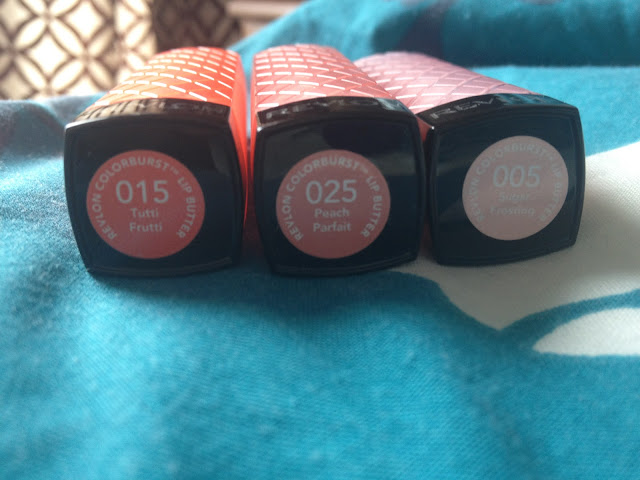 REVLON COLORBURST™ LIP BUTTER
015
Tutti
Frutti
REVLON
REVLON COLORBURST™ LIP BUTTER
025
Peach
Parfait
REVLON
REVLON COLORBURST™ LIP BUTTER
005
Sugar
Frosting